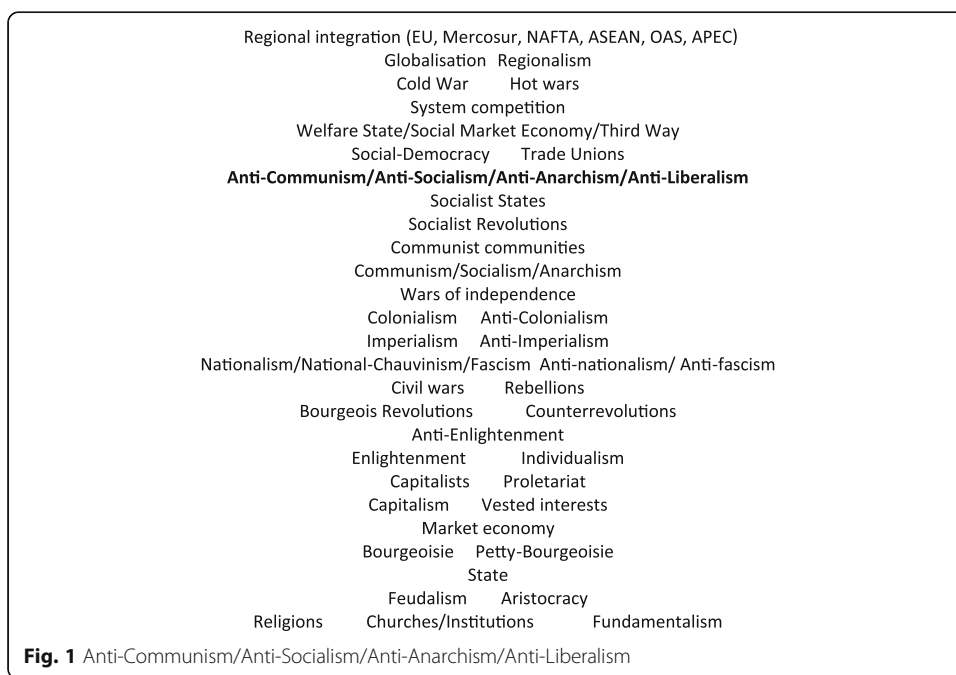 Regional integration (EU, Mercosur, NAFTA, ASEAN, OAS, APEC)
Globalisation Regionalism
Cold War Hot wars
System competition
Welfare State/Social Market Economy/Third Way
Social-Democracy Trade Unions
Anti-Communism/Anti-Socialism/Anti-Anarchism/Anti-Liberalism
Socialist States
Socialist Revolutions
Communist communities
Communism/Socialism/Anarchism
Wars of independence
Colonialism Anti-Colonialism
Imperialism Anti-Imperialism
Nationalism/National-Chauvinism/Fascism Anti-nationalism/ Anti-fascism
Civil wars Rebellions
Bourgeois Revolutions Counterrevolutions
Anti-Enlightenment
Enlightenment Individualism
Capitalists Proletariat
Capitalism Vested interests
Market economy
Bourgeoisie Petty-Bourgeoisie
State
Feudalism Aristocracy
Religions Churches/Institutions Fundamentalism
Fig. 1 Anti-Communism/Anti-Socialism/Anti-Anarchism/Anti-Liberalism